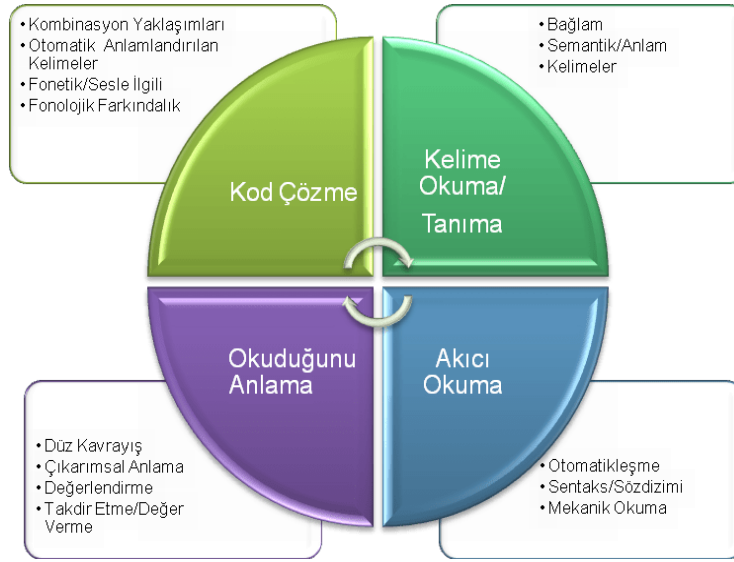 • Kombinasyon Yaklaşımları
• Otomatik Anlamlandırılan
Kelimeler
• Fonetik/Sesle İlgili
• Fonolojik Farkındalık
• Bağlam
• Semantik/Anlam
• Kelimeler
Kod Çözme
Kelime
Okuma/
Tanıma
Okuduğunu
Anlama
Akıcı
Okuma
• Düz Kavrayış
• Çıkarımsal Anlama
• Değerlendirme
• Takdir Etme/Değer
Verme
• Otomatikleşme
• Sentaks/Sözdizimi
• Mekanik Okuma